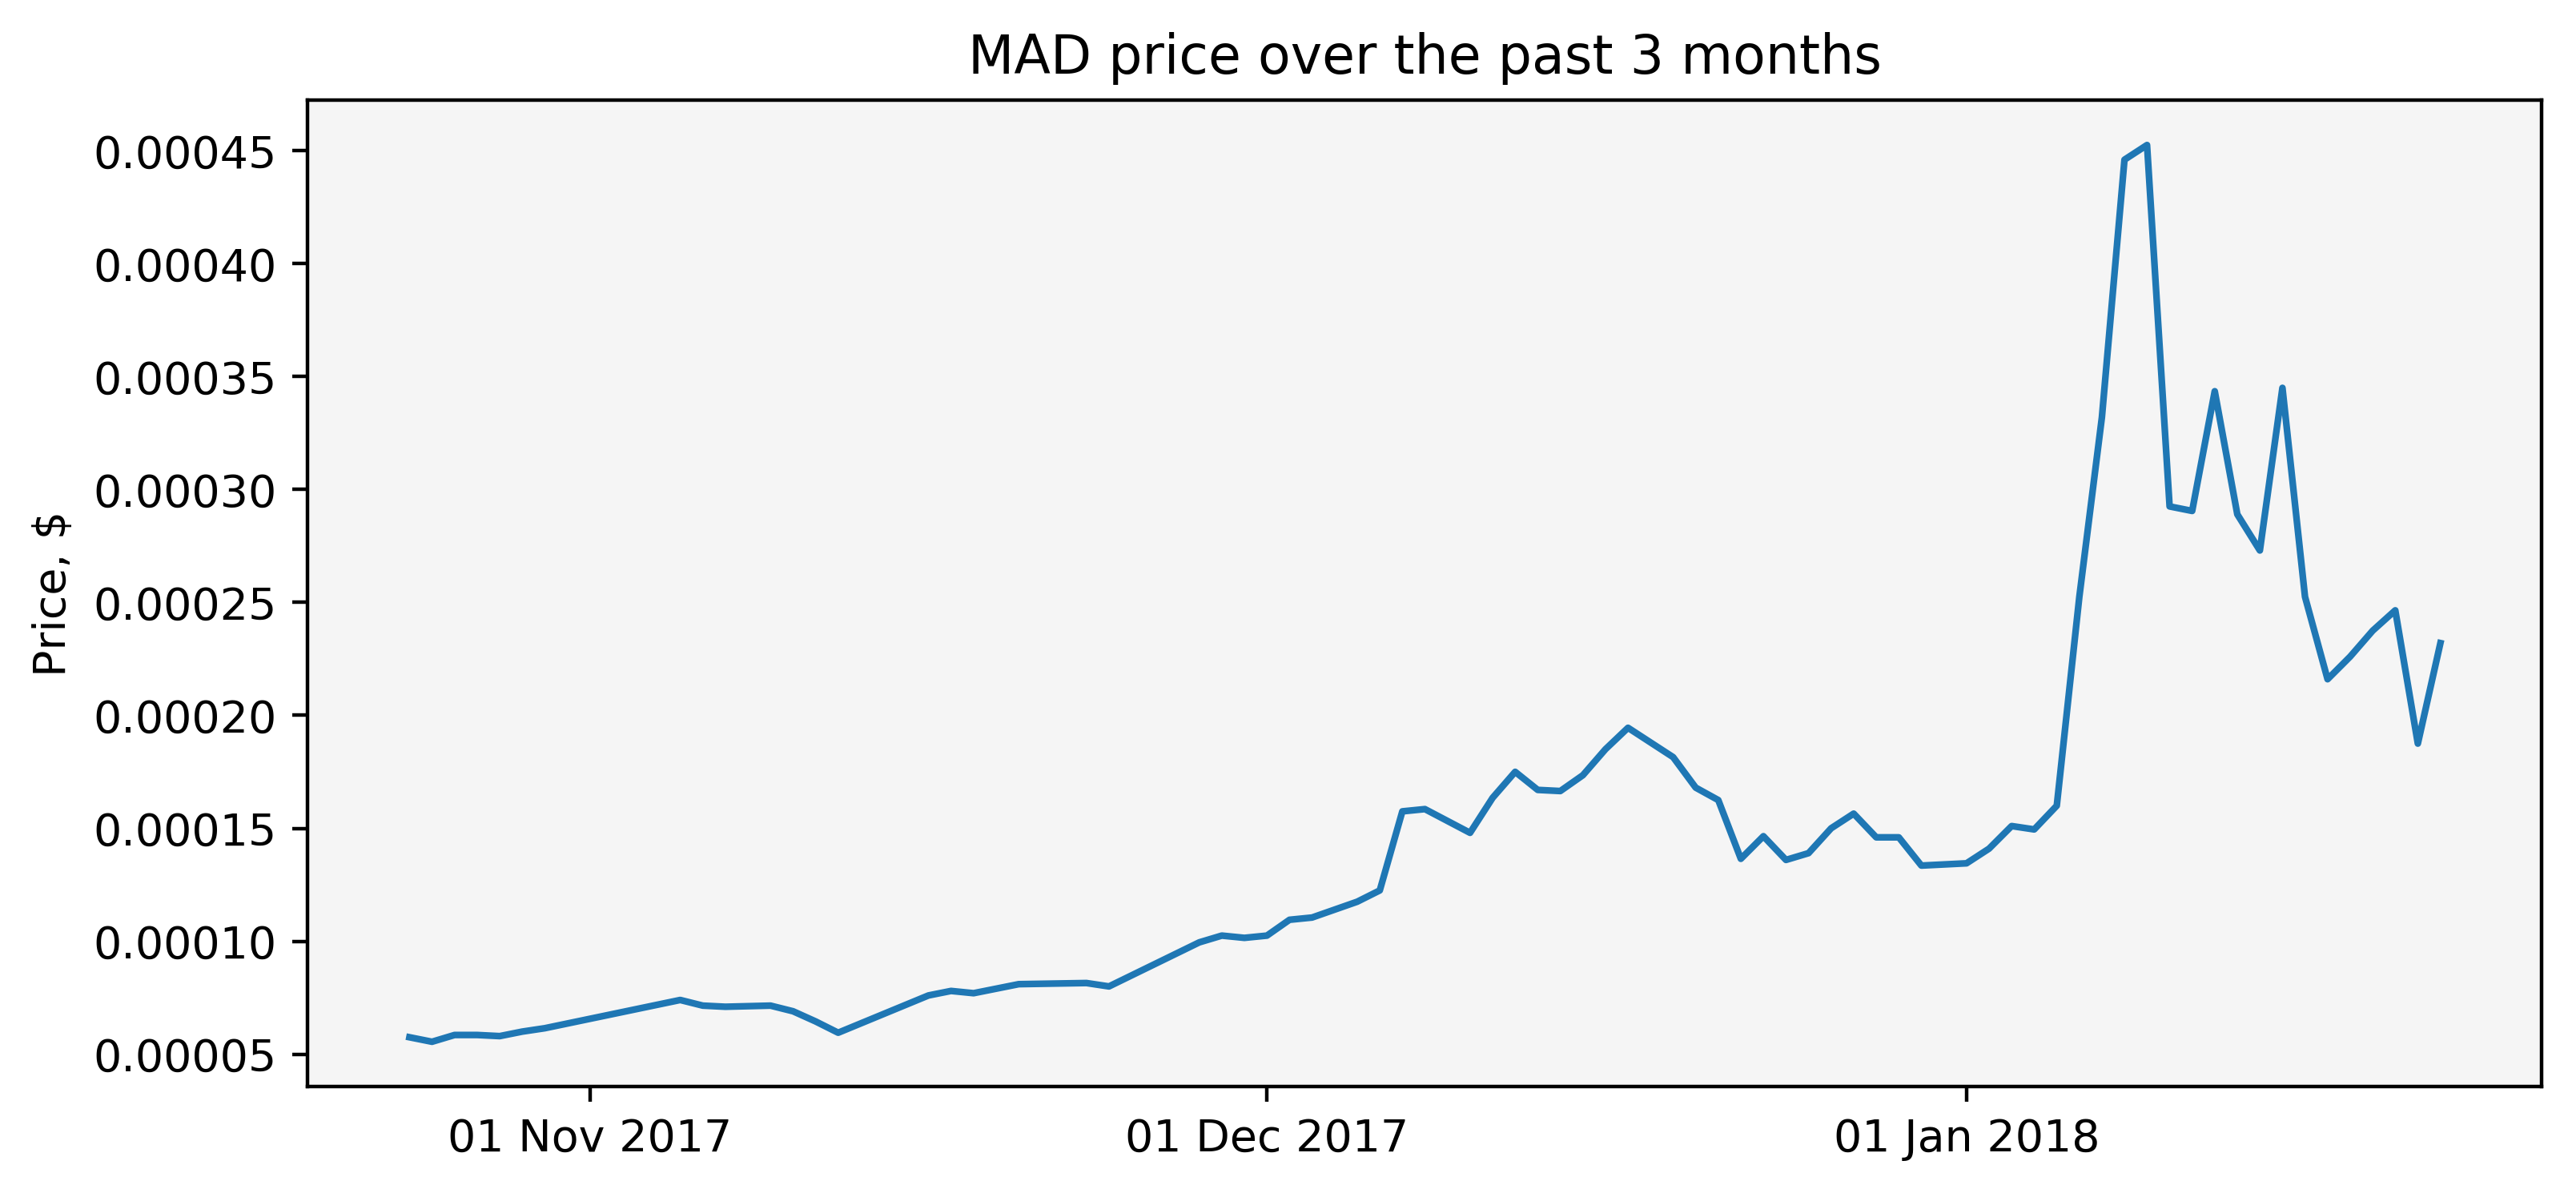 MAD price over the past 3 months
Price, $
0.00045
0.00040
0.00035
0.00030
0.00025
0.00020
0.00015
0.00010
0.00005
01 Nov 2017
01 Dec 2017
01 Jan 2018